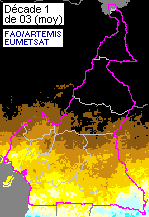 Décade 1
de 03 (moy)
FAO/ARTEMIS
EUMETSAT